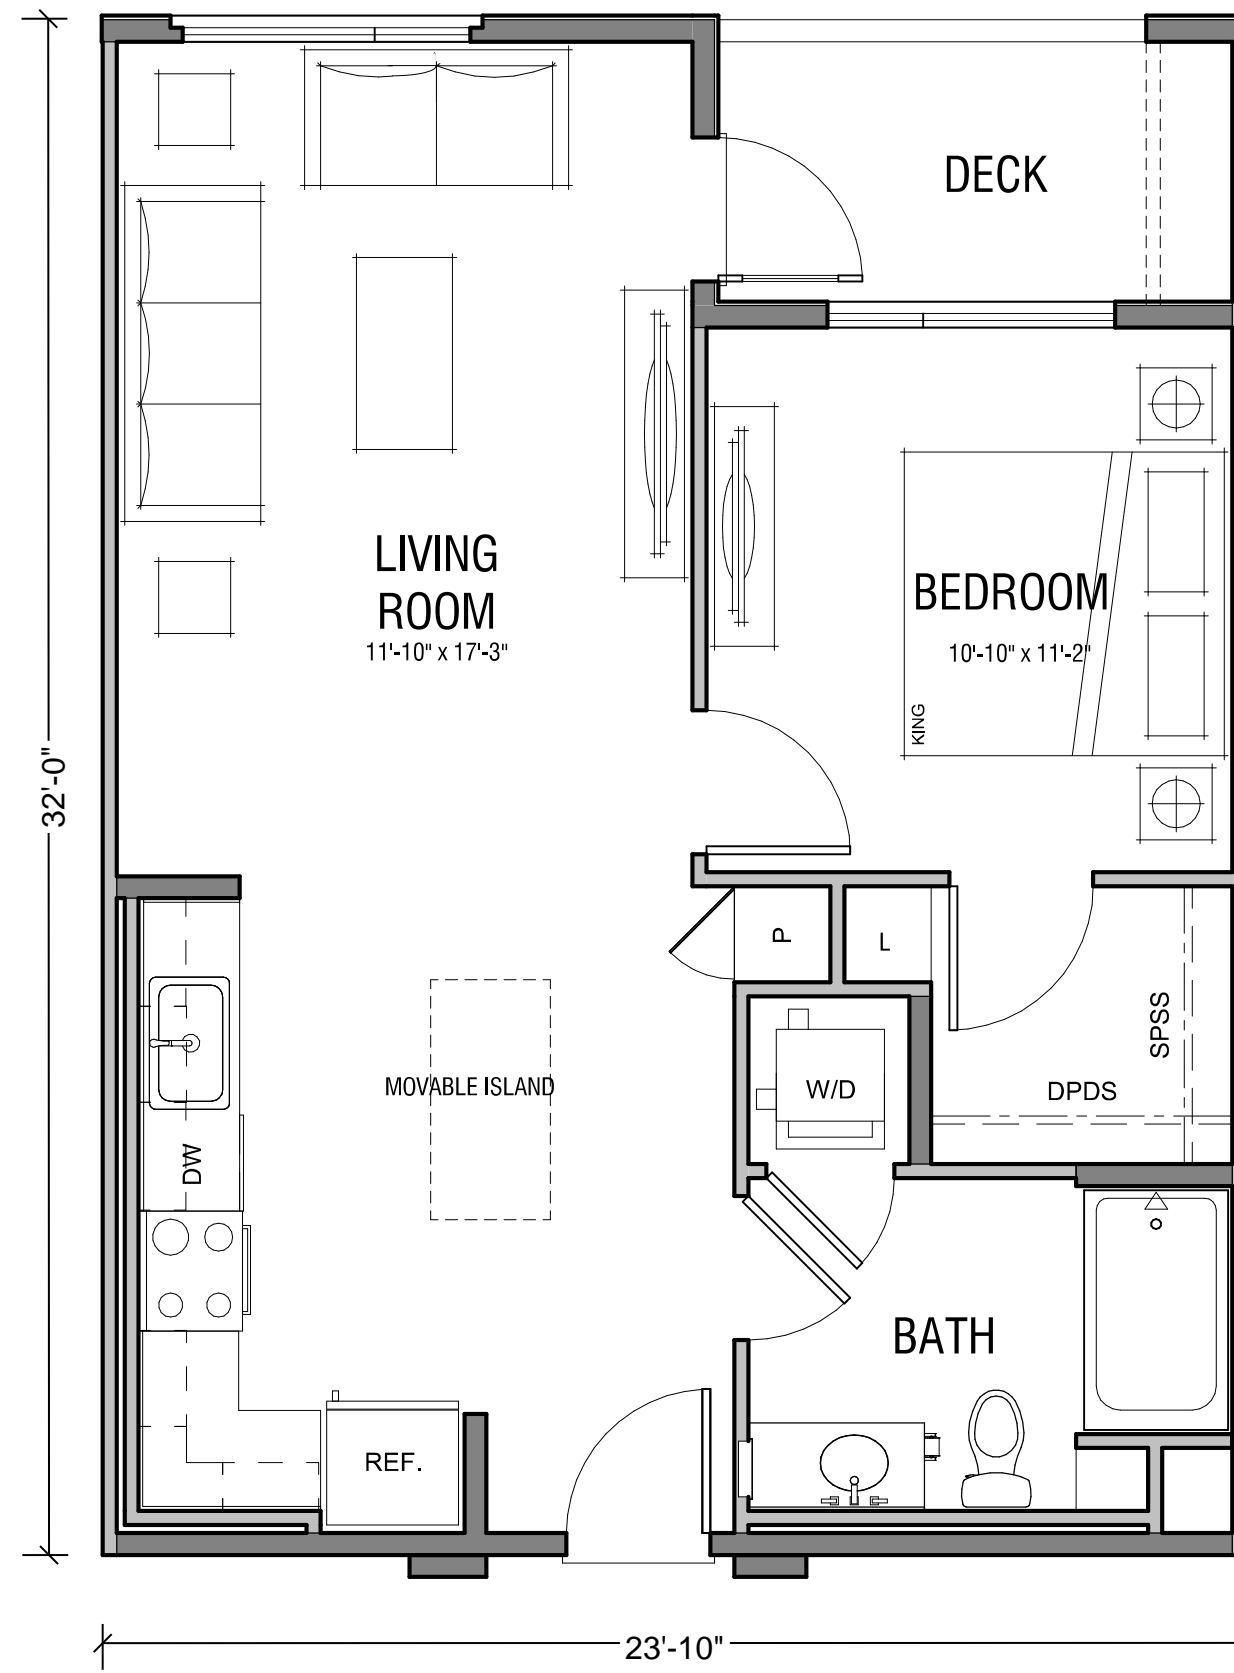 DECK
LIVING
ROOM
11'-10" x 17'-3"
BEDROOM
10'-10" x 11'-2"
KING
32'-0"
P
L
SPSS
DPDS
W/D
MOVABLE ISLAND
DW
BATH
REF.
23'-10"